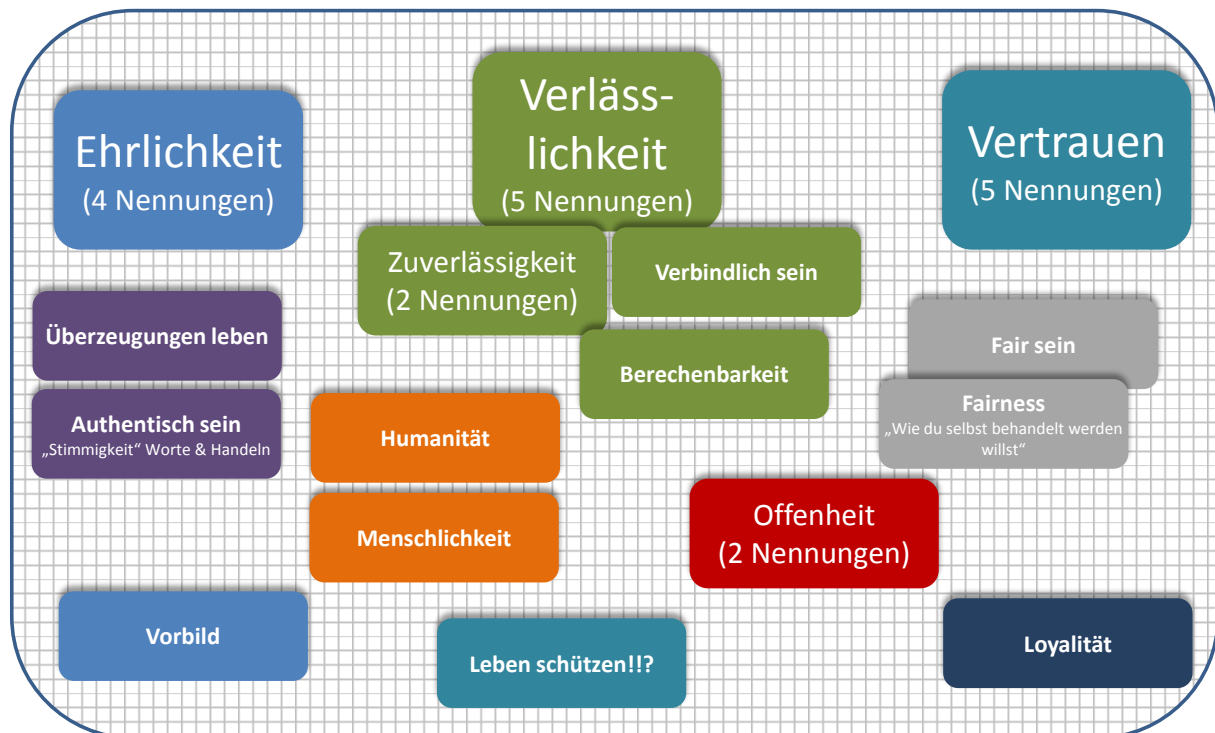 Ehrlichkeit
(4 Nennungen)
Verläss-
lichkeit
(5 Nennungen)
Vertrauen
(5 Nennungen)
Zuverlässigkeit
(2 Nennungen)
Verbindlich sein
Berechenbarkeit
Überzeugungen leben
Authentisch sein
„Stimmigkeit“ Worte & Handeln
Humanität
Menschlichkeit
Fair sein
Fairness
„Wie du selbst behandelt werden
willst“
Offenheit
(2 Nennungen)
Vorbild
Leben schützen!!?
Loyalität